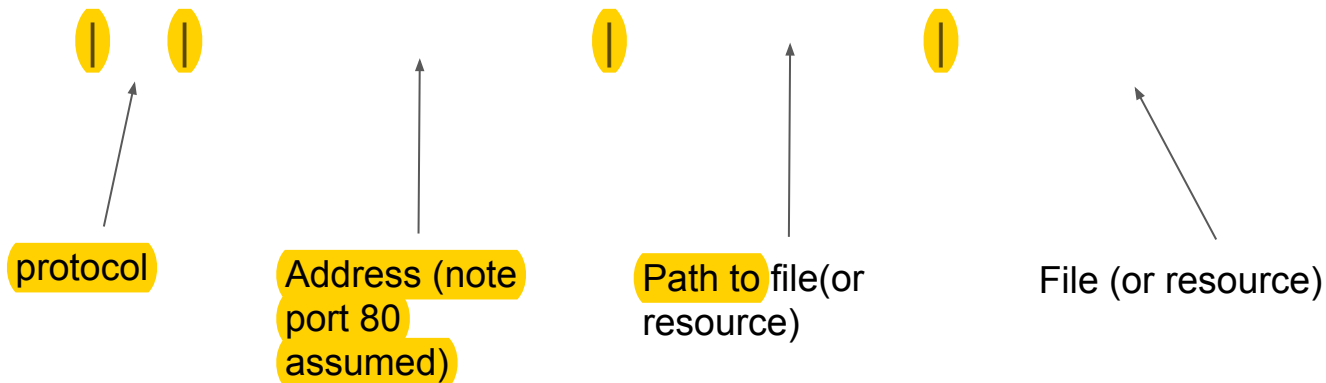 | | | |
protocol
Address (note
port 80
assumed)
Path to file(or
resource)
File (or resource)